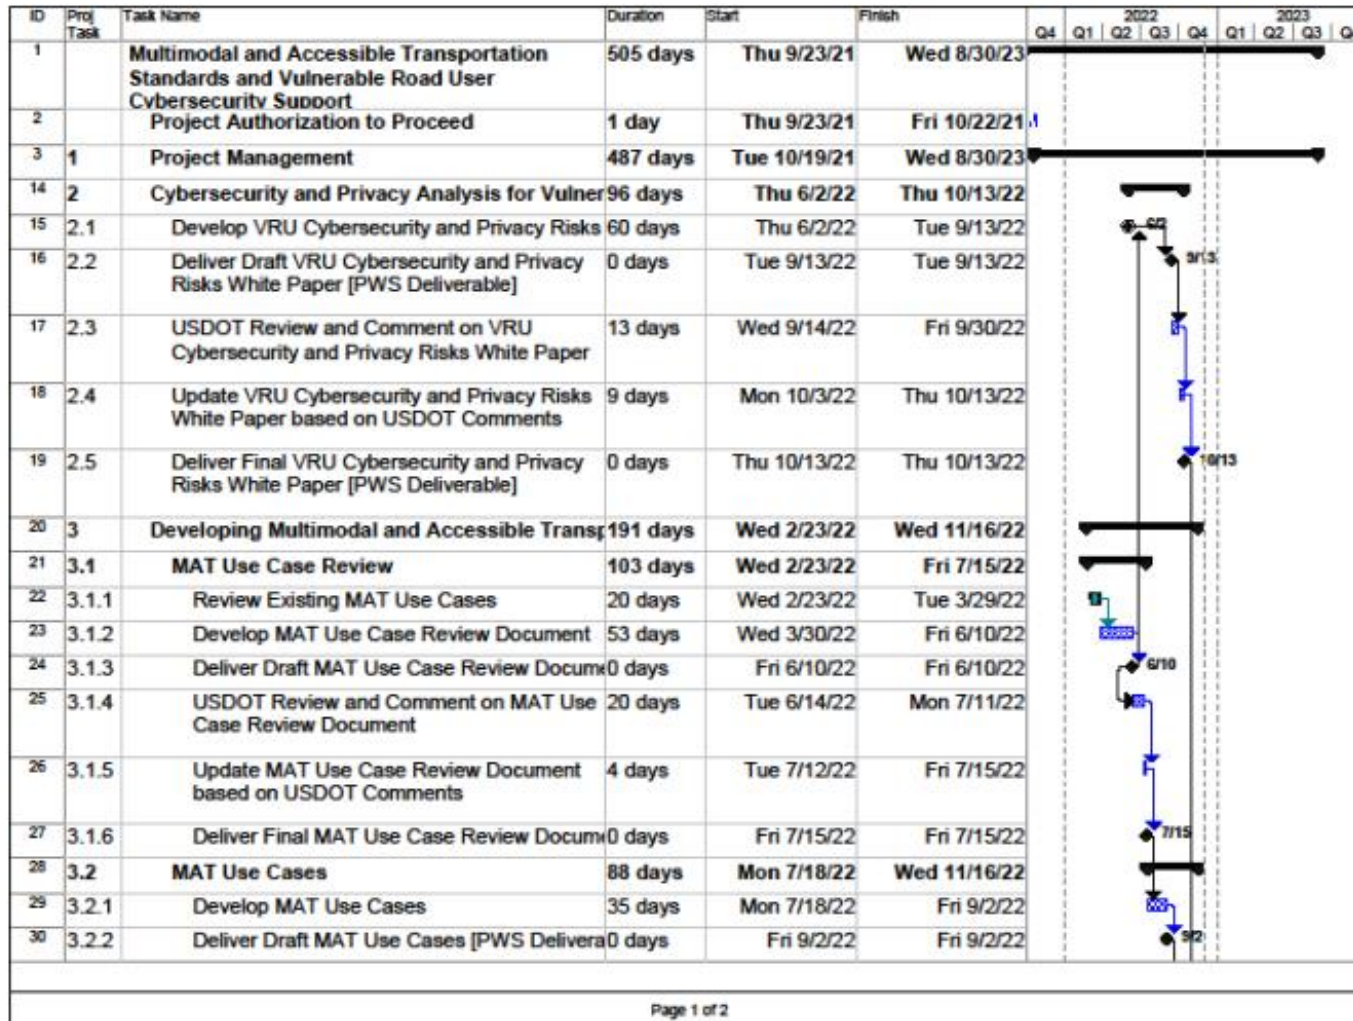 ID Proj Task Task Name Duration Start Finish 2022 2023
Q4 Q1 Q2 Q3 Q4 Q1 Q2 Q3
1 Multimodal and Accessible Transportation 505 days Thu 9/23/21 Wed 8/30/23
Standards and Vulnerable Road User
Cybersecurity Support
2 Project Authorization to Proceed 1 day Thu 9/23/21 Fri 10/22/21
3 1 Project Management 487 days Tue 10/19/21 Wed 8/30/23
14 2 Cybersecurity and Privacy Analysis for Vulner 96 days Thu 6/2/22 Thu 10/13/22
15 2.1 Develop VRU Cybersecurity and Privacy Risks 60 days Thu 6/2/22 Tue 9/13/22 6/2
16 2.2 Deliver Draft VRU Cybersecurity and Privacy 0 days Tue 9/13/22 Tue 9/13/22 9/13
Risks White Paper [PWS Deliverable]
17 2.3 USDOT Review and Comment on VRU 13 days Wed 9/14/22 Fri 9/30/22
Cybersecurity and Privacy Risks White Paper
18 2.4 Update VRU Cybersecurity and Privacy Risks 9 days Mon 10/3/22 Thu 10/13/22
White Paper based on USDOT Comments
19 2.5 Deliver Final VRU Cybersecurity and Privacy 0 days Thu 10/13/22 Thu 10/13/22 10/13
Risks White Paper [PWS Deliverable]
20 3 Developing Multimodal and Accessible Transp 191 days Wed 2/23/22 Wed 11/16/22
21 3.1 MAT Use Case Review 103 days Wed 2/23/22 Fri 7/15/22
22 3.1.1 Review Existing MAT Use Cases 20 days Wed 2/23/22 Tue 3/29/22
23 3.1.2 Develop MAT Use Case Review Document 53 days Wed 3/30/22 Fri 6/10/22
24 3.1.3 Deliver Draft MAT Use Case Review Docume 0 days Fri 6/10/22 Fri 6/10/22 6/10
25 3.1.4 USDOT Review and Comment on MAT Use 20 days Tue 6/14/22 Mon 7/11/22
Case Review Document
26 3.1.5 Update MAT Use Case Review Document 4 days Tue 7/12/22 Fri 7/15/22
based on USDOT Comments
27 3.1.6 Deliver Final MAT Use Case Review Docume 0 days Fri 7/15/22 Fri 7/15/22 7/15
28 3.2 MAT Use Cases 88 days Mon 7/18/22 Wed 11/16/22
29 3.2.1 Develop MAT Use Cases 35 days Mon 7/18/22 Fri 9/2/22
30 3.2.2 Deliver Draft MAT Use Cases [PWS Delivera 0 days Fri 9/2/22 Fri 9/2/22 9/2
Page 1 of 2